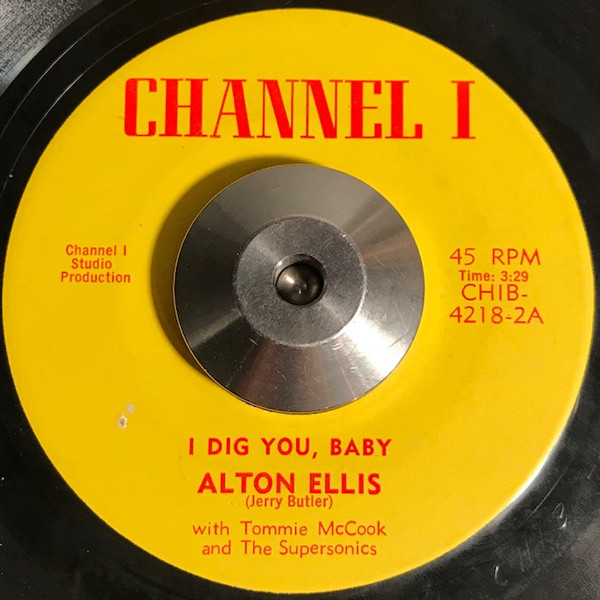 CHANNEL I
Channel I
Studio
Production
45 RPM
Time: 3:29
CHIB-
4218-2A
I DIG YOU, BABY
ALTON ELLIS
(Jerry Butler)
with Tommie McCook
and The Supersonics